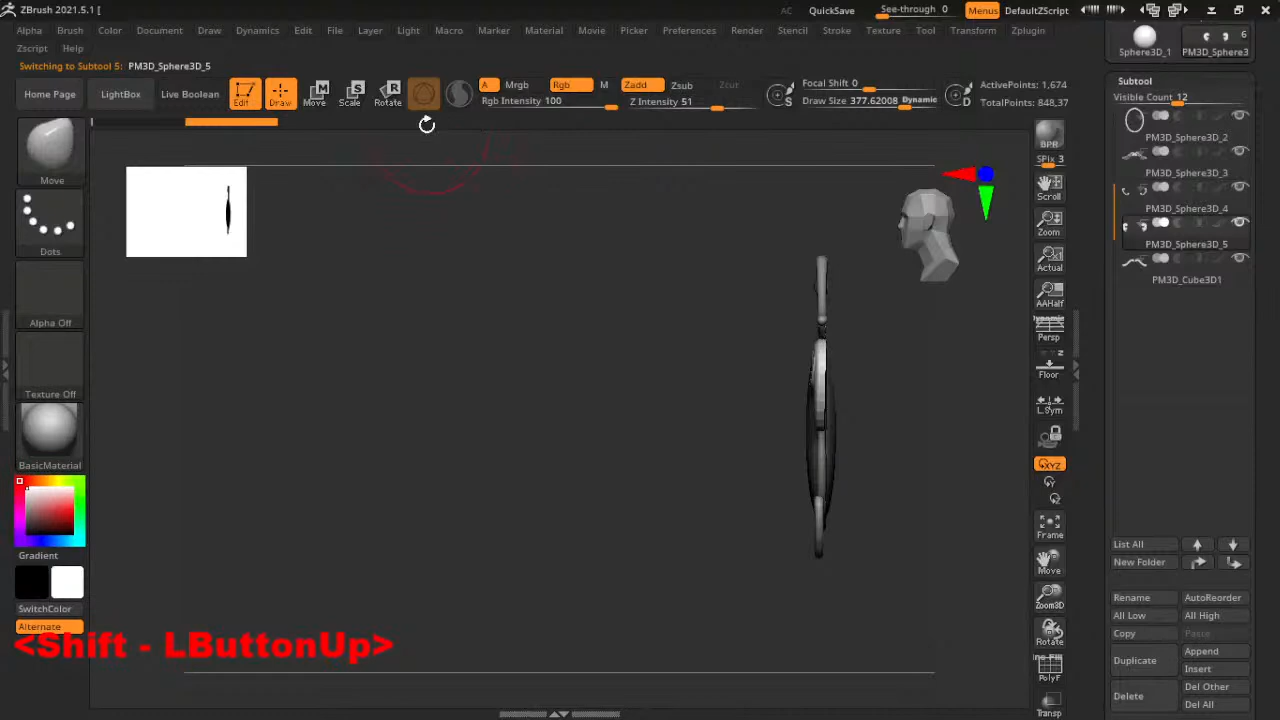 ZBrush 2021.5.1 [
AC QuickSave See-through 0 Menus DefaultZScript
Alpha Brush Color Document Draw Dynamics Edit File Layer Light Macro Marker Material Movie Picker Preferences Render Stencil Stroke Texture Tool Transform Zplugin
Zscript Help
Switching to Subtool 5: PM3D_Sphere3D_5
Home Page LightBox Live Boolean Edit Draw Move Scale Rotate
A Mrgb Rgb M Zadd Zsub Zcut
Rgb Intensity 100 Z Intensity 51
Focal Shift 0
Draw Size 377.62008 Dynamic
S D
ActivePoints: 1,674
TotalPoints: 848,37
Move
Dots
Alpha Off
Texture Off
BasicMaterial
Gradient
SwitchColor
Alternate
<Shift - LButtonUp>
BPR
SPix 3
Scroll
Zoom
Actual
AAHalf
Dynamic
Persp
Floor
L.Sym
XYZ
Y
Z
Frame
Move
Zoom3D
Rotate
PolyF
Transp
6
Sphere3D_1 PM3D_Sphere3
Subtool
Visible Count 12
PM3D_Sphere3D_2
PM3D_Sphere3D_3
PM3D_Sphere3D_4
PM3D_Sphere3D_5
PM3D_Cube3D1
List All
New Folder
Rename AutoReorder
All Low All High
Copy Paste
Duplicate Append
Insert
Delete Del Other
Del All